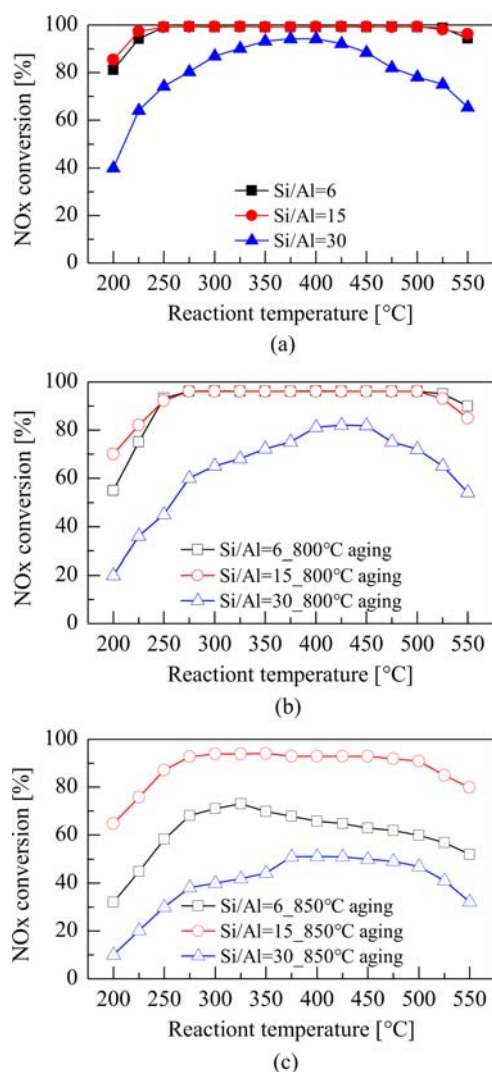 100
80
60
40
20
0
NOx conversion [%]
Si/Al=6
Si/Al=15
Si/Al=30
200 250 300 350 400 450 500 550
Reactiont temperature [°C]
(a)
100
80
60
40
20
0
NOx conversion [%]
Si/Al=6_800℃ aging
Si/Al=15_800℃ aging
Si/Al=30_800℃ aging
200 250 300 350 400 450 500 550
Reactiont temperature [°C]
(b)
100
80
60
40
20
0
NOx conversion [%]
Si/Al=6_850℃ aging
Si/Al=15_850℃ aging
Si/Al=30_850℃ aging
200 250 300 350 400 450 500 550
Reactiont temperature [°C]
(c)